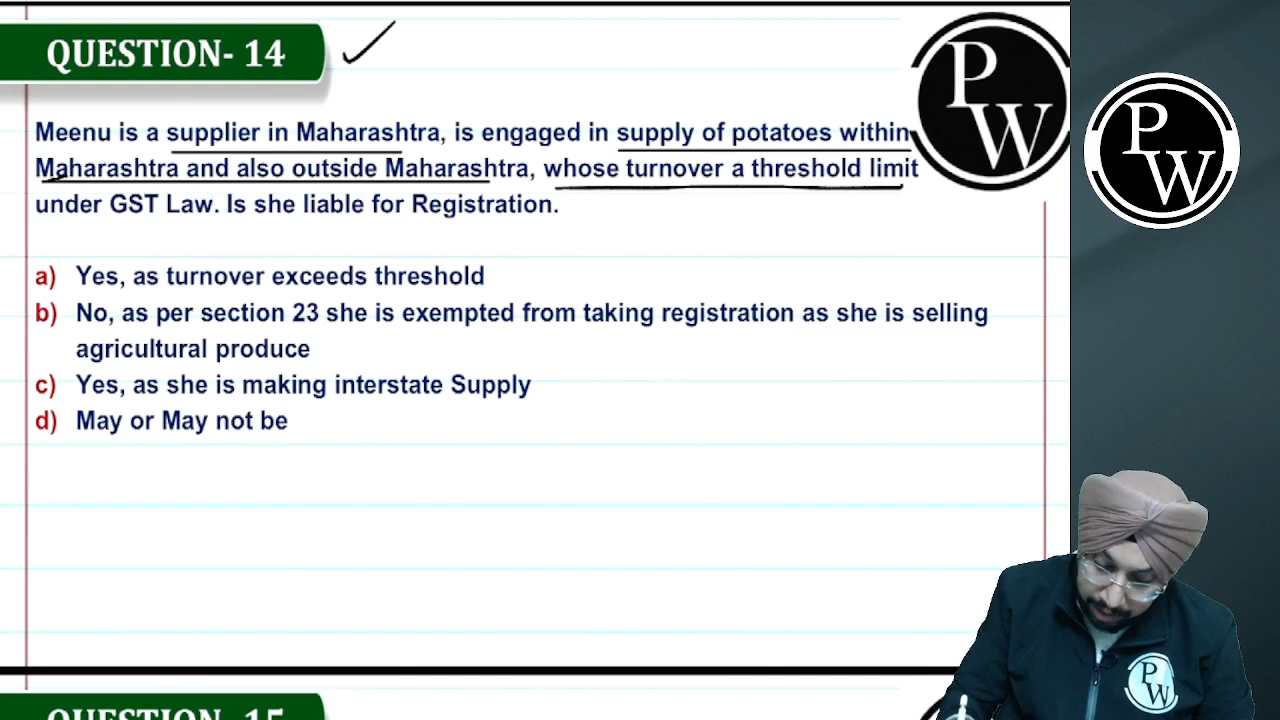 QUESTION- 14
P
W
P
W
Meenu is a supplier in Maharashtra, is engaged in supply of potatoes within
Maharashtra and also outside Maharashtra, whose turnover a threshold limit
under GST Law. Is she liable for Registration.
a) Yes, as turnover exceeds threshold
b) No, as per section 23 she is exempted from taking registration as she is selling
agricultural produce
c) Yes, as she is making interstate Supply
d) May or May not be
P
W
QUESTION- 15